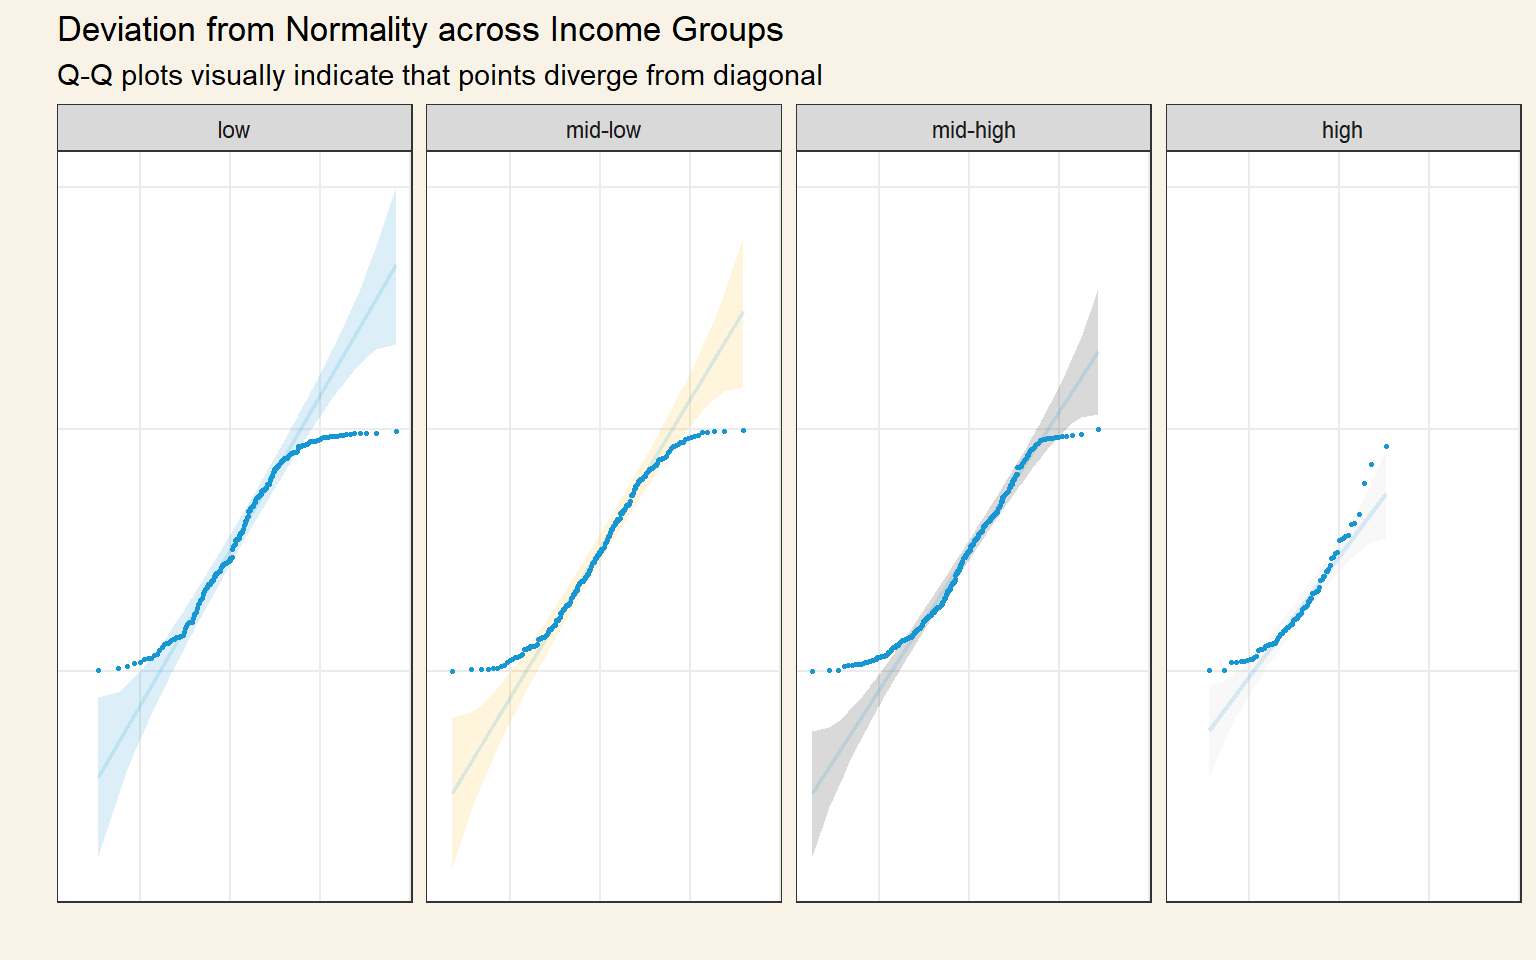 Deviation from Normality across Income Groups
Q-Q plots visually indicate that points diverge from diagonal
low
mid-low
mid-high
high